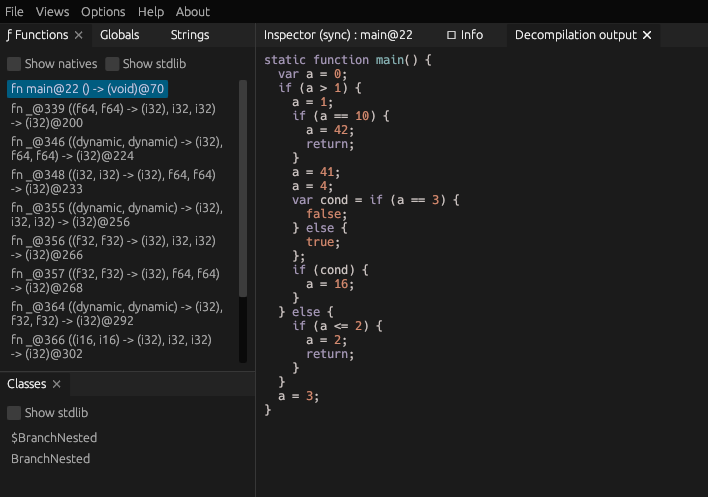 File Views Options Help About
ƒ Functions × Globals Strings
Show natives Show stdlib
fn main@22 () -> (void)@70
fn _@339 ((f64, f64) -> (i32), i32, i32)
-> (i32)@200
fn _@346 ((dynamic, dynamic) -> (i32),
f64, f64) -> (i32)@224
fn _@348 ((i32, i32) -> (i32), f64, f64)
-> (i32)@233
fn _@355 ((dynamic, dynamic) -> (i32),
i32, i32) -> (i32)@256
fn _@356 ((f32, f32) -> (i32), i32, i32)
-> (i32)@266
fn _@357 ((f32, f32) -> (i32), f64, f64)
-> (i32)@268
fn _@364 ((dynamic, dynamic) -> (i32),
f32, f32) -> (i32)@292
fn _@366 ((i16, i16) -> (i32), i32, i32)
-> (i32)@302
Classes ×
Show stdlib
$BranchNested
BranchNested
Inspector (sync) : main@22 Info Decompilation output ×
static function main() {
  var a = 0;
  if (a > 1) {
    a = 1;
    if (a == 10) {
      a = 42;
      return;
    }
    a = 41;
    a = 4;
    var cond = if (a == 3) {
      false;
    } else {
      true;
    };
    if (cond) {
      a = 16;
    }
  } else {
    if (a <= 2) {
      a = 2;
      return;
    }
  }
  a = 3;
}